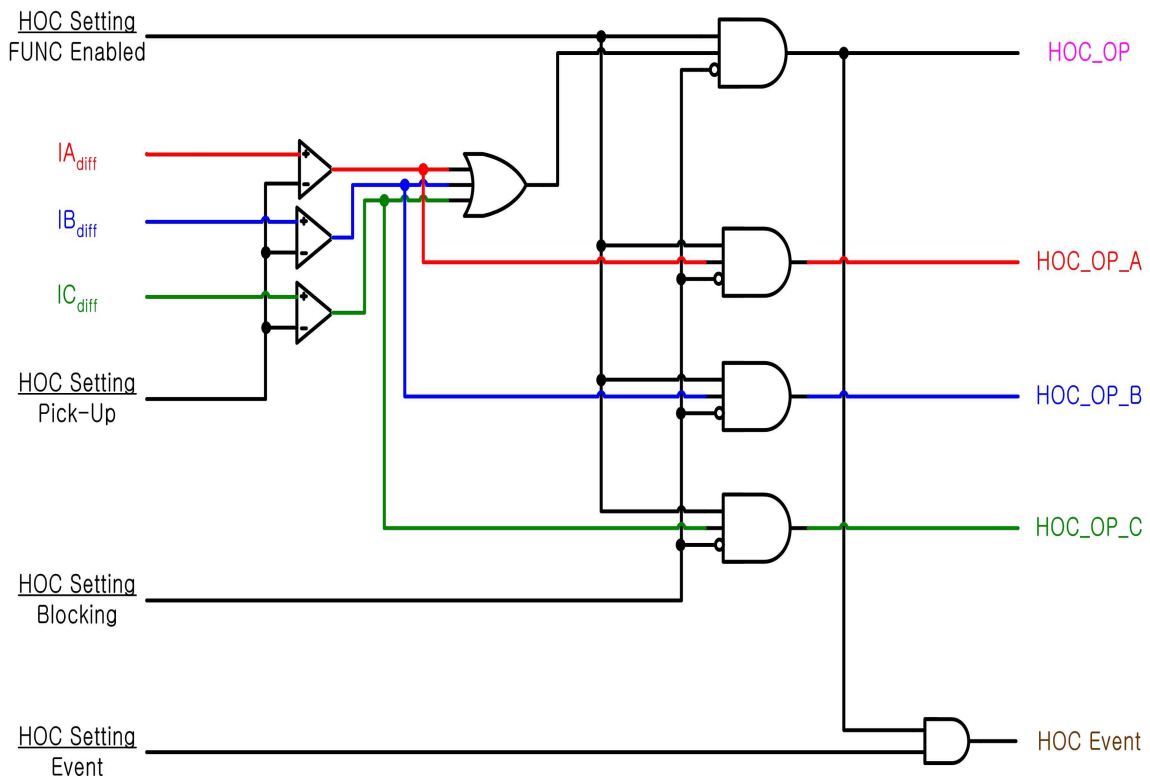 HOC Setting
FUNC Enabled
HOC_OP
IAdiff
+
-
IBdiff
+
-
HOC_OP_A
ICdiff
+
-
HOC Setting
Pick-Up
HOC_OP_B
HOC_OP_C
HOC Setting
Blocking
HOC Setting
Event
HOC Event